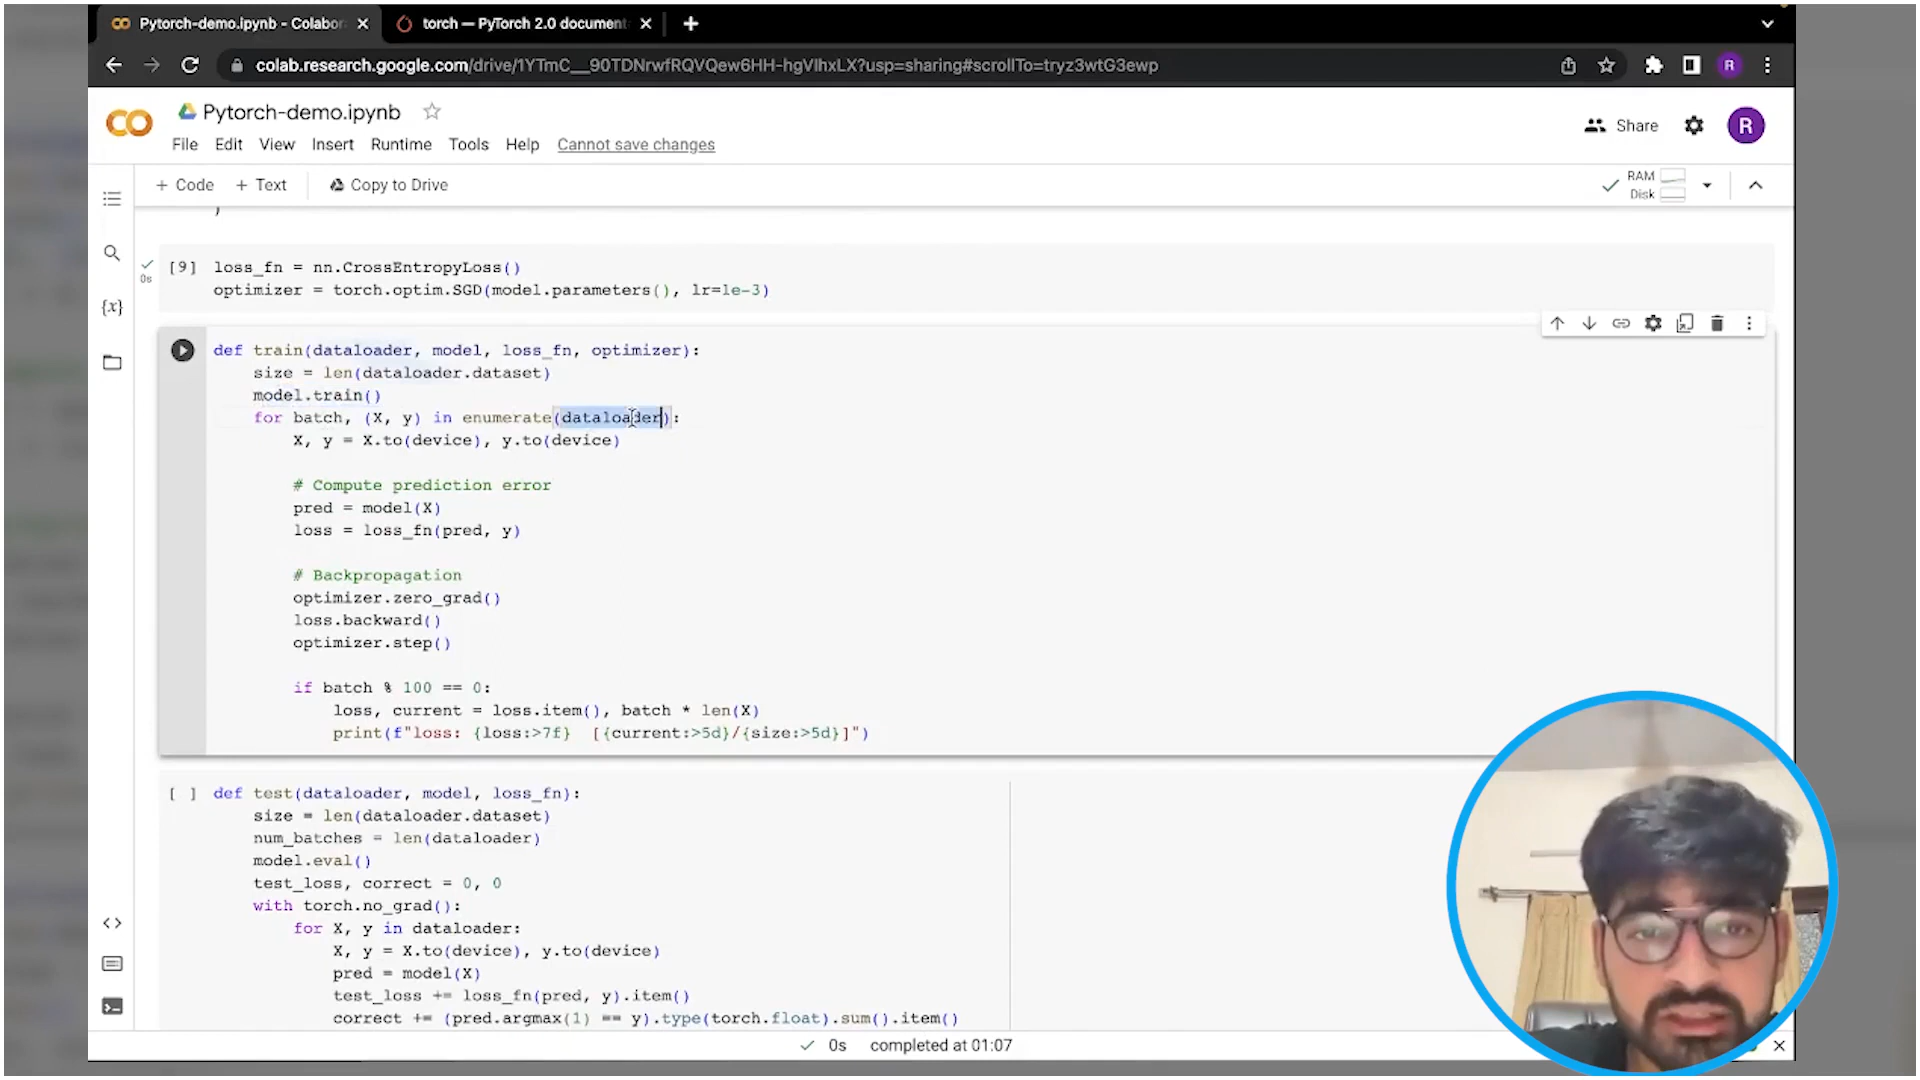 Pytorch-demo.ipynb - Colabor
torch — PyTorch 2.0 document
colab.research.google.com/drive/1YTmC__90TDNrwfRQVQew6HH-hgVlhxLX?usp=sharing#scrollTo=tryz3wtG3ewp
R
Pytorch-demo.ipynb
Share
R
File Edit View Insert Runtime Tools Help Cannot save changes
+ Code + Text Copy to Drive
RAM
Disk
)
[9] loss_fn = nn.CrossEntropyLoss()
0s
optimizer = torch.optim.SGD(model.parameters(), lr=1e-3)
{x}
def train(dataloader, model, loss_fn, optimizer):
size = len(dataloader.dataset)
model.train()
for batch, (X, y) in enumerate(dataloader):
X, y = X.to(device), y.to(device)
# Compute prediction error
pred = model(X)
loss = loss_fn(pred, y)
# Backpropagation
optimizer.zero_grad()
loss.backward()
optimizer.step()
if batch % 100 == 0:
loss, current = loss.item(), batch * len(X)
print(f"loss: {loss:>7f}  [{current:>5d}/{size:>5d}]")
[ ] def test(dataloader, model, loss_fn):
size = len(dataloader.dataset)
num_batches = len(dataloader)
model.eval()
test_loss, correct = 0, 0
with torch.no_grad():
for X, y in dataloader:
X, y = X.to(device), y.to(device)
pred = model(X)
test_loss += loss_fn(pred, y).item()
correct += (pred.argmax(1) == y).type(torch.float).sum().item()
0s completed at 01:07